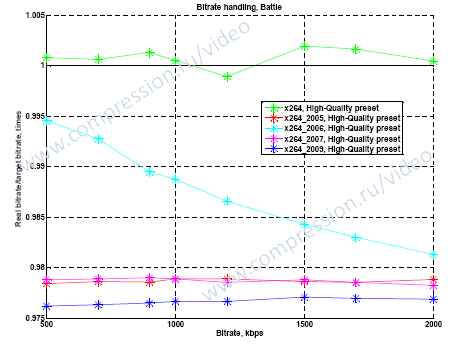 Bitrate handling, Battle
1.005
1
0.995
0.99
0.985
0.98
0.975
Real bitrate/target bitrate, times
x264, High-Quality preset
x264_2005, High-Quality preset
x264_2006, High-Quality preset
x264_2007, High-Quality preset
x264_2009, High-Quality preset
www.compression.ru/video
www.compression.ru/video
500
1000
1500
2000
Bitrate, kbps